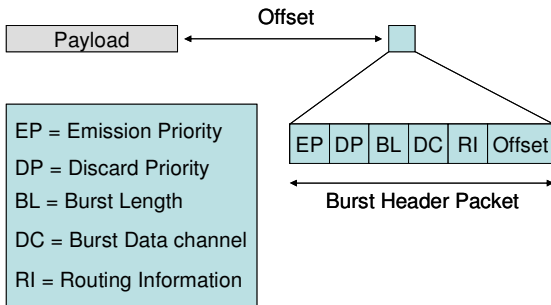 Offset
Payload
EP DP BL DC RI Offset
Burst Header Packet
EP = Emission Priority
DP = Discard Priority
BL = Burst Length
DC = Burst Data channel
RI = Routing Information